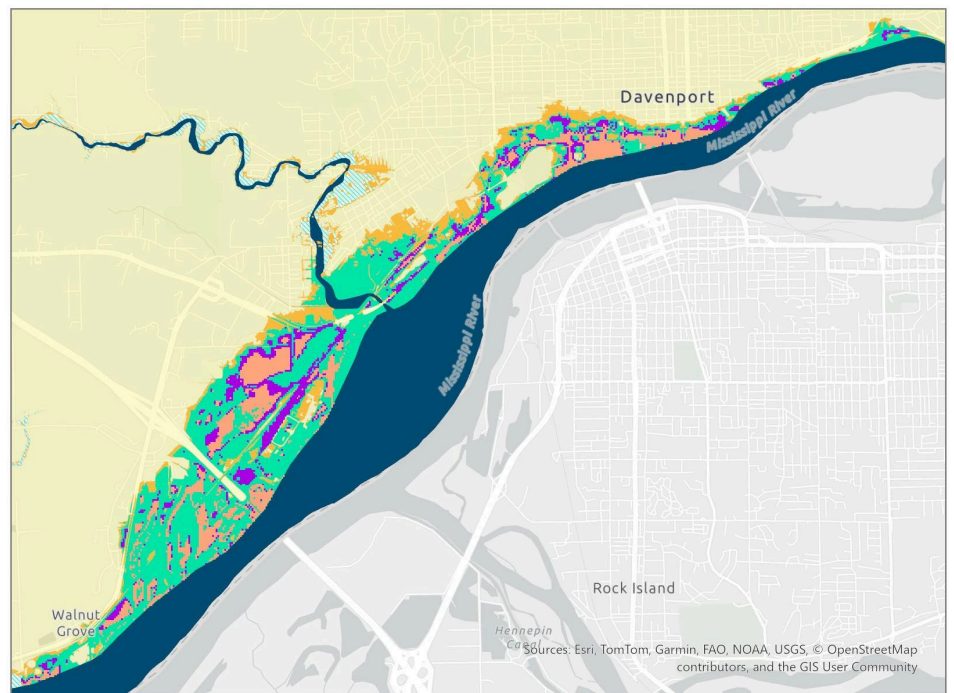 Davenport
Mississippi River
Mississippi River
Rock Island
Walnut
Grove
Hennepin
Canal
Sources: Esri, TomTom, Garmin, FAO, NOAA, USGS, © OpenStreetMap
contributors, and the GIS User Community